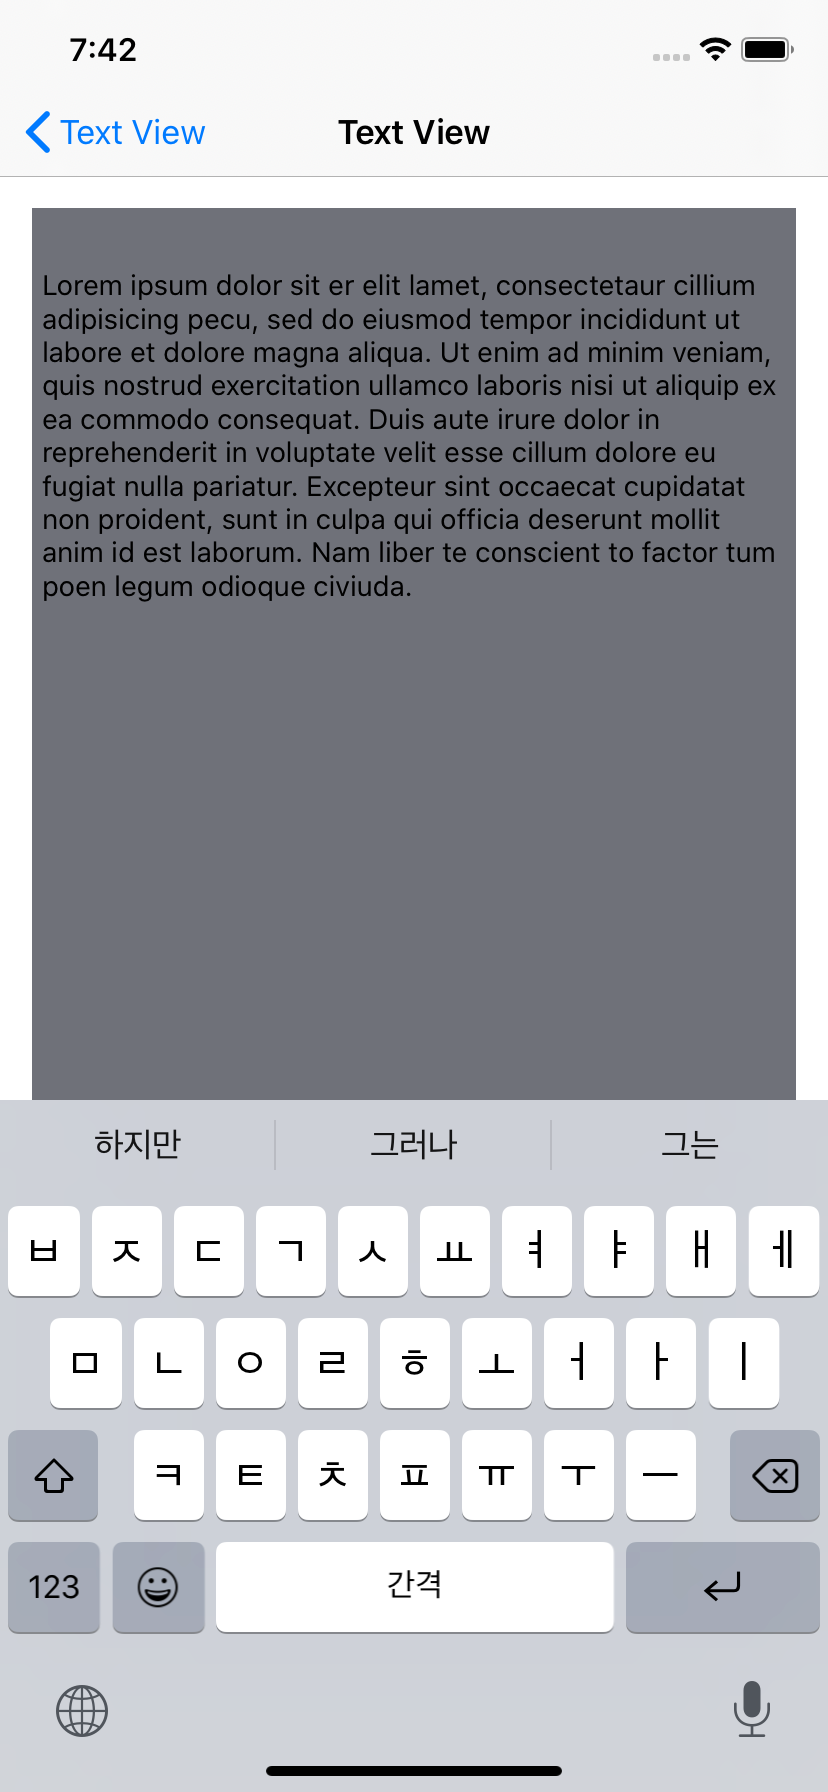 7:42
Text View
Text View
Lorem ipsum dolor sit er elit lamet, consectetaur cillium
adipisicing pecu, sed do eiusmod tempor incididunt ut
labore et dolore magna aliqua. Ut enim ad minim veniam,
quis nostrud exercitation ullamco laboris nisi ut aliquip ex
ea commodo consequat. Duis aute irure dolor in
reprehenderit in voluptate velit esse cillum dolore eu
fugiat nulla pariatur. Excepteur sint occaecat cupidatat
non proident, sunt in culpa qui officia deserunt mollit
anim id est laborum. Nam liber te conscient to factor tum
poen legum odioque civiuda.
하지만 그러나 그는
ㅂ ㅈ ㄷ ㄱ ㅅ ㅛ ㅕ ㅑ ㅐ ㅔ
ㅁ ㄴ ㅇ ㄹ ㅎ ㅗ ㅓ ㅏ ㅣ
ㅋ ㅌ ㅊ ㅍ ㅠ ㅜ ㅡ
123 간격